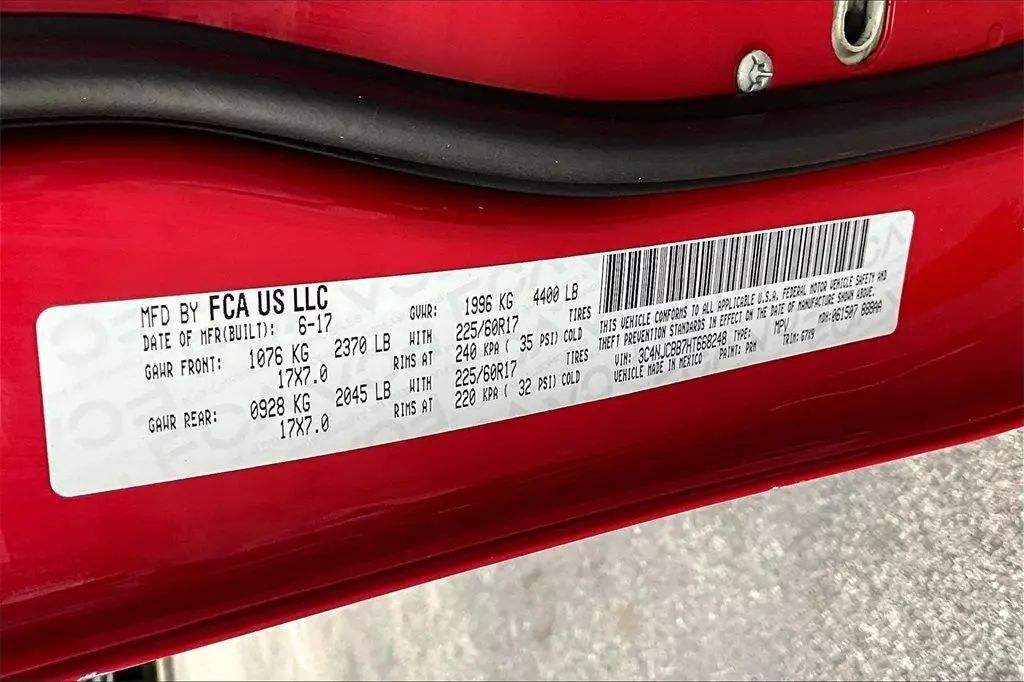 MFD BY FCA US LLC
DATE OF MFR(BUILT): 6-17
GVWR: 1996 KG 4400 LB
GAWR FRONT: 1076 KG 2370 LB WITH 225/60R17 TIRES
17X7.0 RIMS AT 240 KPA ( 35 PSI) COLD
GAWR REAR: 0928 KG 2045 LB WITH 225/60R17 TIRES
17X7.0 RIMS AT 220 KPA ( 32 PSI) COLD
THIS VEHICLE CONFORMS TO ALL APPLICABLE U.S.A. FEDERAL MOTOR VEHICLE SAFETY AND
THEFT PREVENTION STANDARDS IN EFFECT ON THE DATE OF MANUFACTURE SHOWN ABOVE.
VIN: 3C4NJCBB7HT668248 TYPE: MPV MDH:061507 888AA
VEHICLE MADE IN MEXICO PAINT: PRM TRIM: G7X9